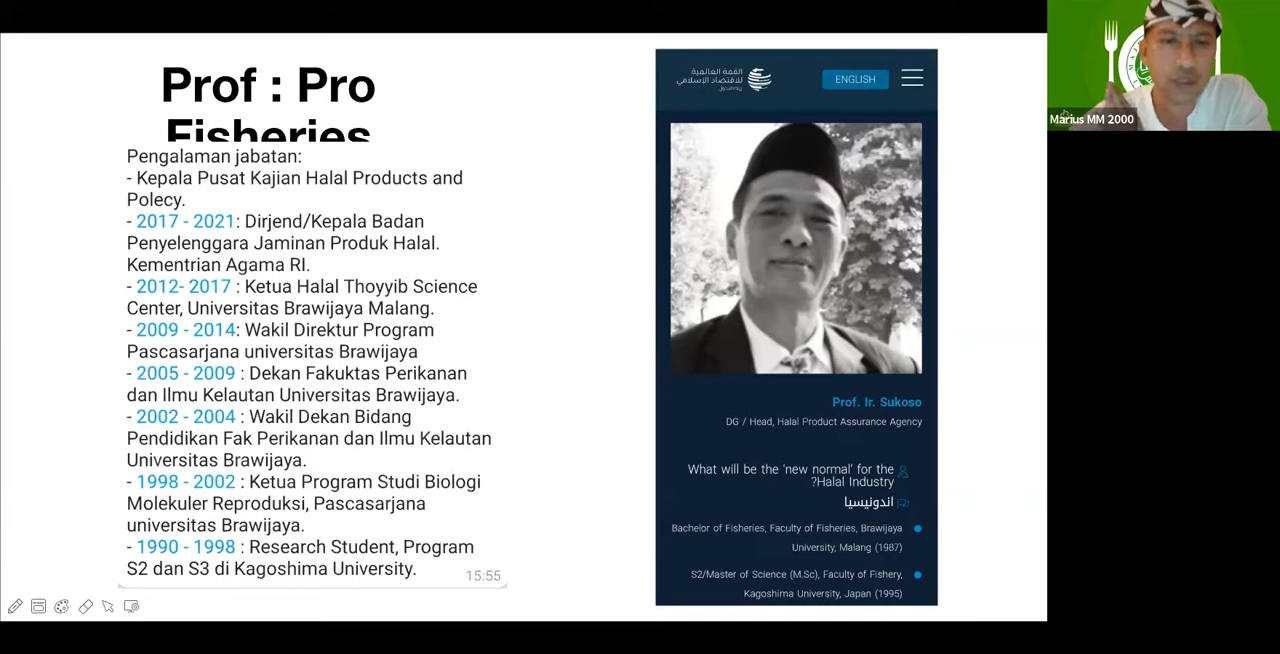 Prof : Pro
Fisheries
Pengalaman jabatan:
- Kepala Pusat Kajian Halal Products and
Polecy.
- 2017 - 2021: Dirjend/Kepala Badan
Penyelenggara Jaminan Produk Halal.
Kementrian Agama RI.
- 2012- 2017 : Ketua Halal Thoyyib Science
Center, Universitas Brawijaya Malang.
- 2009 - 2014: Wakil Direktur Program
Pascasarjana universitas Brawijaya
- 2005 - 2009 : Dekan Fakuktas Perikanan
dan Ilmu Kelautan Universitas Brawijaya.
- 2002 - 2004 : Wakil Dekan Bidang
Pendidikan Fak Perikanan dan Ilmu Kelautan
Universitas Brawijaya.
- 1998 - 2002 : Ketua Program Studi Biologi
Molekuler Reproduksi, Pascasarjana
universitas Brawijaya.
- 1990 - 1998 : Research Student, Program
S2 dan S3 di Kagoshima University.
15:55
القمة العالمية
للاقتصاد الإسلامي
ENGLISH
Prof. Ir. Sukoso
DG / Head, Halal Product Assurance Agency
What will be the 'new normal' for the
?Halal Industry
اندونيسيا
Bachelor of Fisheries, Faculty of Fisheries, Brawijaya
University, Malang (1987)
S2/Master of Science (M.Sc), Faculty of Fishery,
Kagoshima University, Japan (1995)
Marius MM 2000